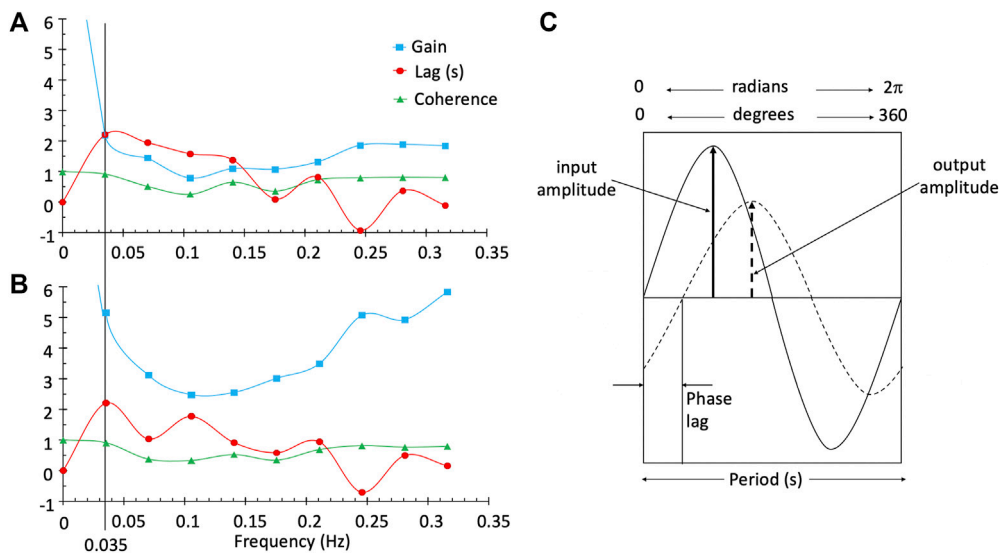 A
6
5
4
3
2
1
0
-1
Gain
Lag (s)
Coherence
0 0.05 0.1 0.15 0.2 0.25 0.3 0.35
B
6
5
4
3
2
1
0
-1
0 0.05 0.1 0.15 0.2 0.25 0.3 0.35
0.035
Frequency (Hz)
C
0 radians 2π
0 degrees 360
input
amplitude
output
amplitude
Phase
lag
Period (s)